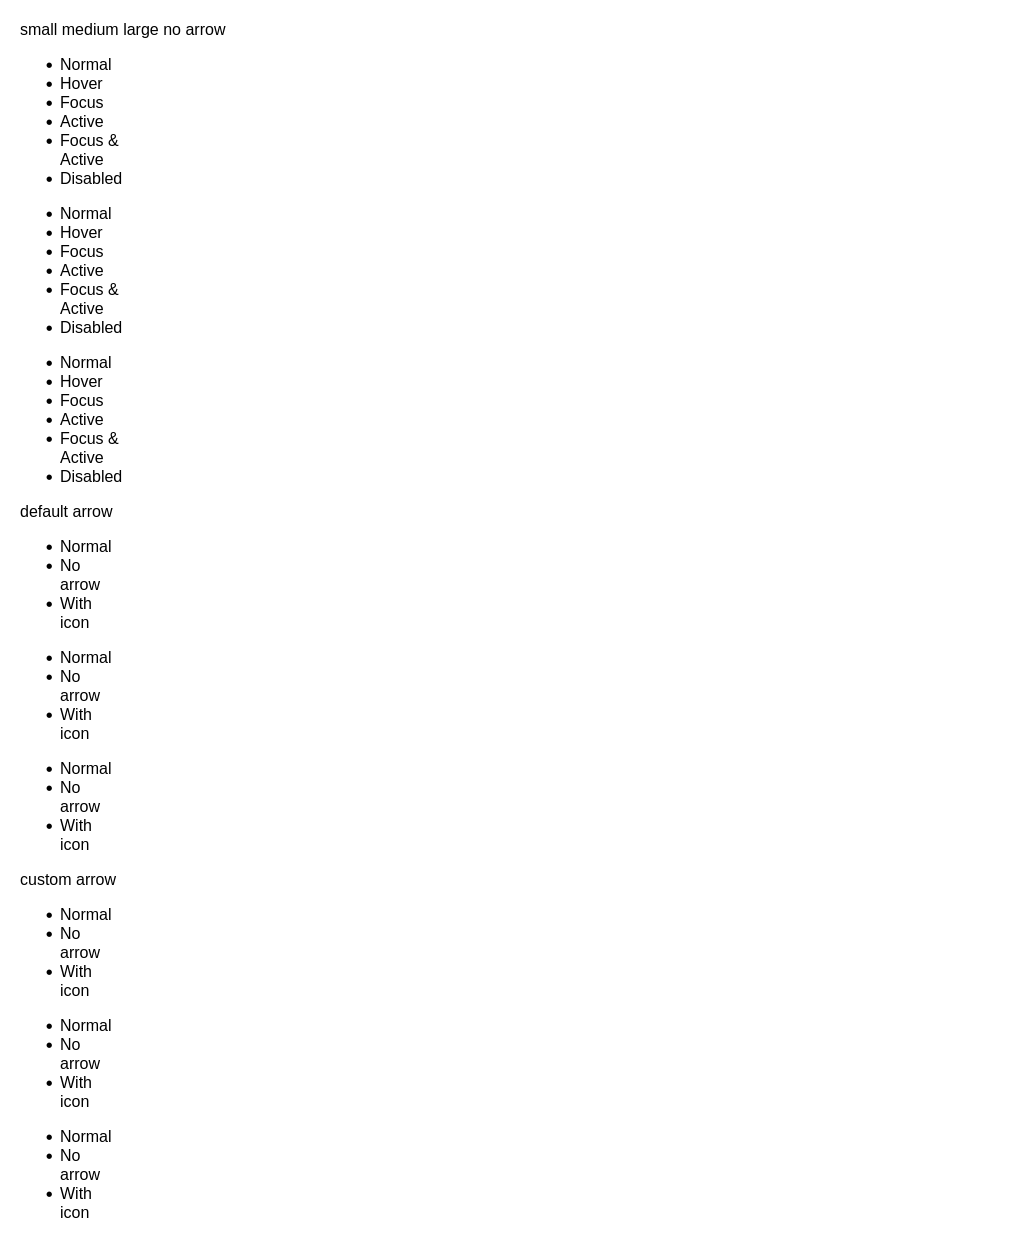 small medium large no arrow
Normal
Hover
Focus
Active
Focus &
Active
Disabled
Normal
Hover
Focus
Active
Focus &
Active
Disabled
Normal
Hover
Focus
Active
Focus &
Active
Disabled
default arrow
Normal
No
arrow
With
icon
Normal
No
arrow
With
icon
Normal
No
arrow
With
icon
custom arrow
Normal
No
arrow
With
icon
Normal
No
arrow
With
icon
Normal
No
arrow
With
icon